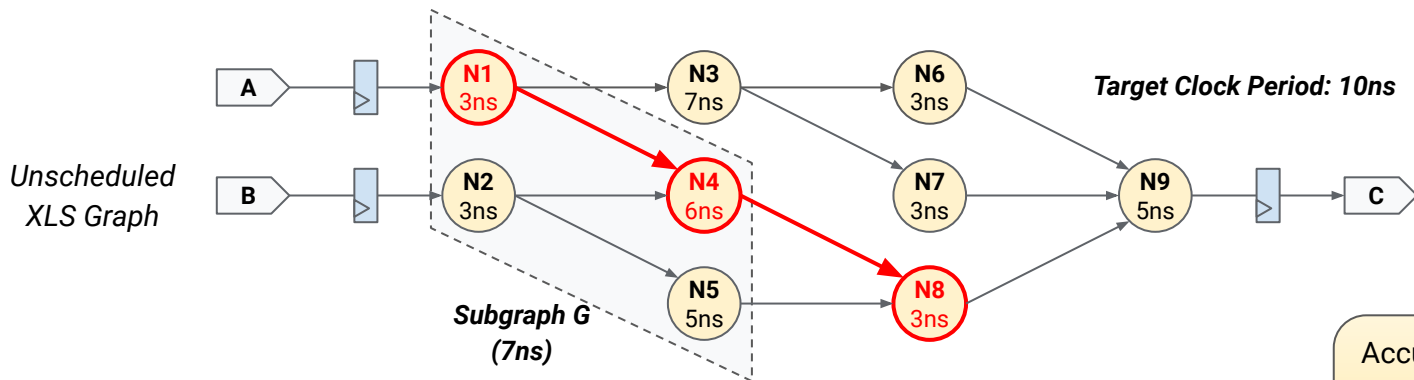 A
B
Unscheduled
XLS Graph
N1
3ns
N2
3ns
N3
7ns
N4
6ns
N5
5ns
Subgraph G
(7ns)
N6
3ns
N7
3ns
N8
3ns
N9
5ns
Target Clock Period: 10ns
C